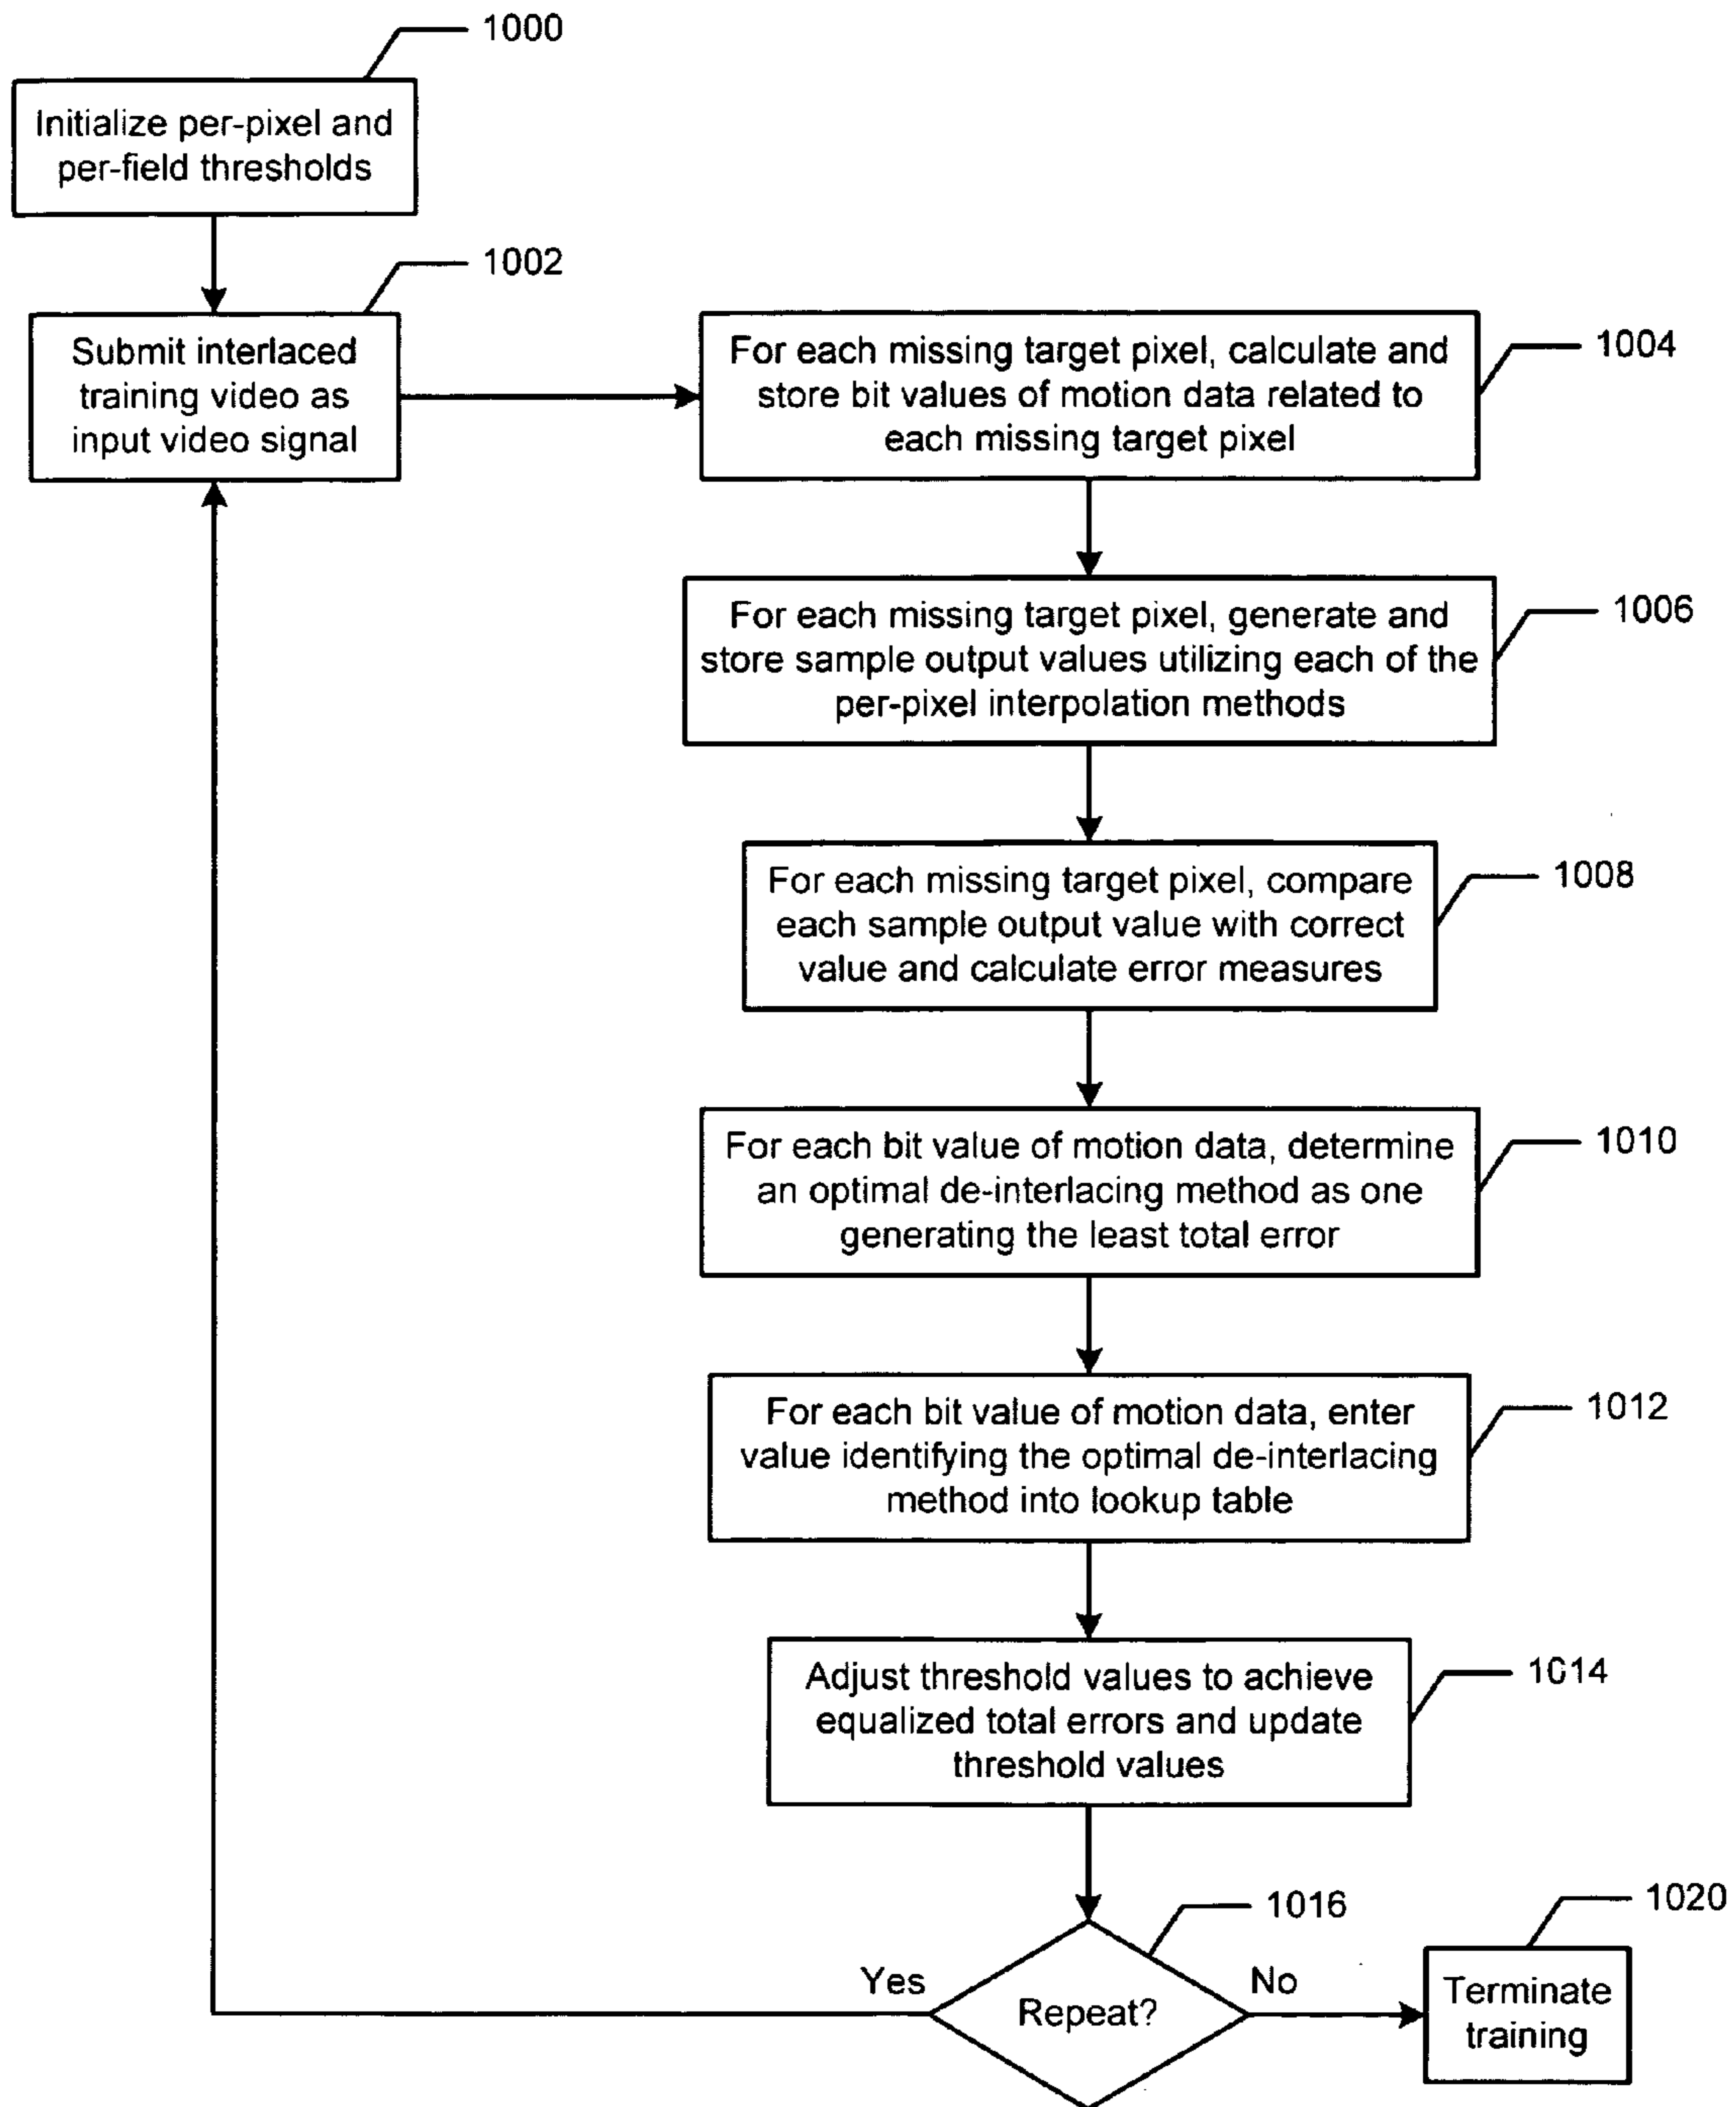 1000
Initialize per-pixel and
per-field thresholds
1002
Submit interlaced
training video as
input video signal
For each missing target pixel, calculate and
store bit values of motion data related to
each missing target pixel
1004
For each missing target pixel, generate and
store sample output values utilizing each of the
per-pixel interpolation methods
1006
For each missing target pixel, compare
each sample output value with correct
value and calculate error measures
1008
For each bit value of motion data, determine
an optimal de-interlacing method as one
generating the least total error
1010
For each bit value of motion data, enter
value identifying the optimal de-interlacing
method into lookup table
1012
Adjust threshold values to achieve
equalized total errors and update
threshold values
1014
1016
Repeat?
Yes
No
1020
Terminate
training